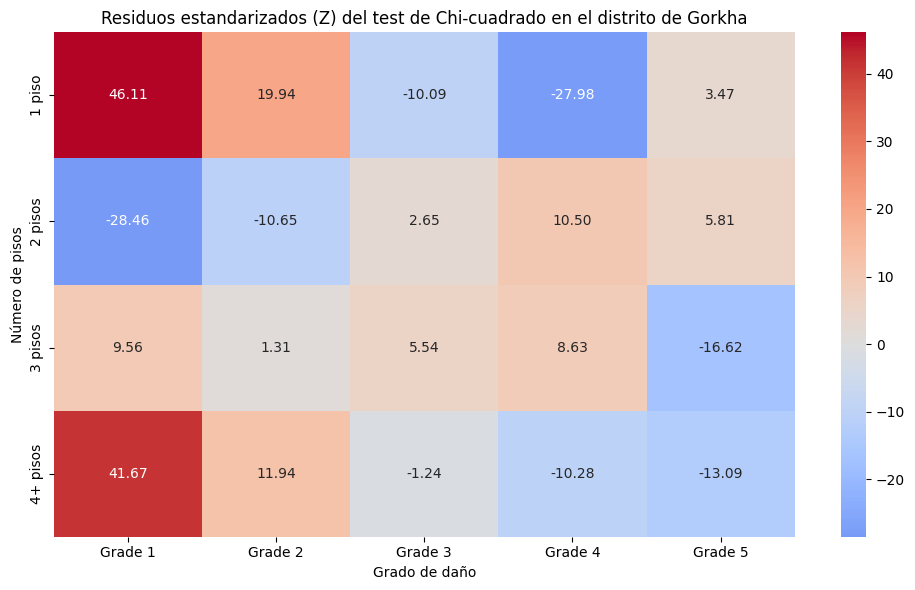 Residuos estandarizados (Z) del test de Chi-cuadrado en el distrito de Gorkha
Número de pisos
1 piso
46.11 19.94 -10.09 -27.98 3.47
2 pisos
-28.46 -10.65 2.65 10.50 5.81
3 pisos
9.56 1.31 5.54 8.63 -16.62
4+ pisos
41.67 11.94 -1.24 -10.28 -13.09
Grade 1 Grade 2 Grade 3 Grade 4 Grade 5
Grado de daño
40
30
20
10
0
−10
−20